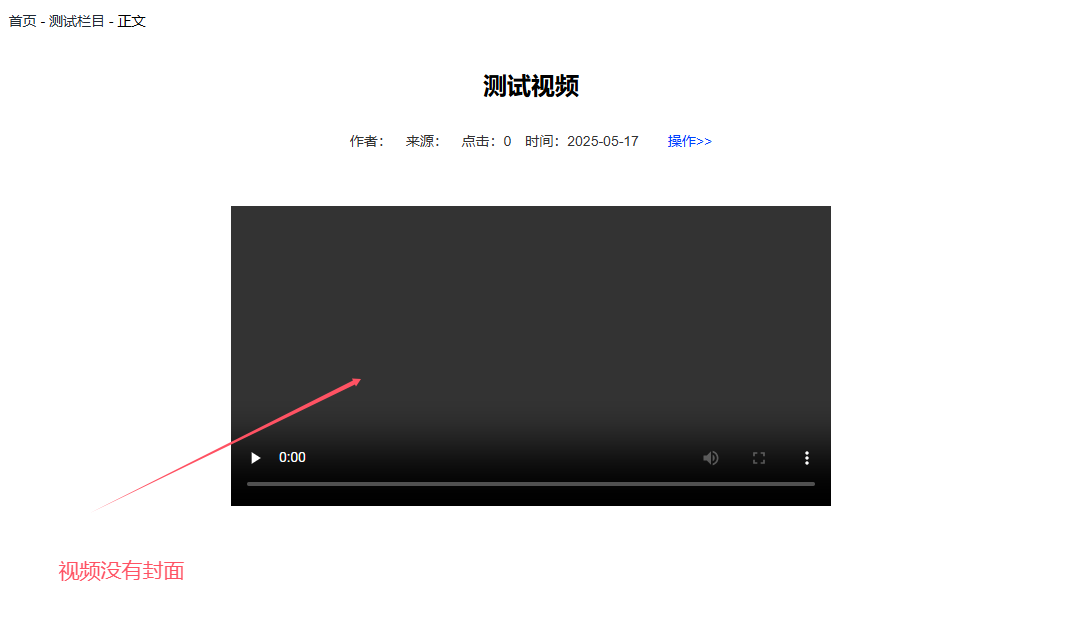 首页 - 测试栏目 - 正文
测试视频
作者： 来源： 点击：0 时间：2025-05-17 操作>>
0:00
视频没有封面